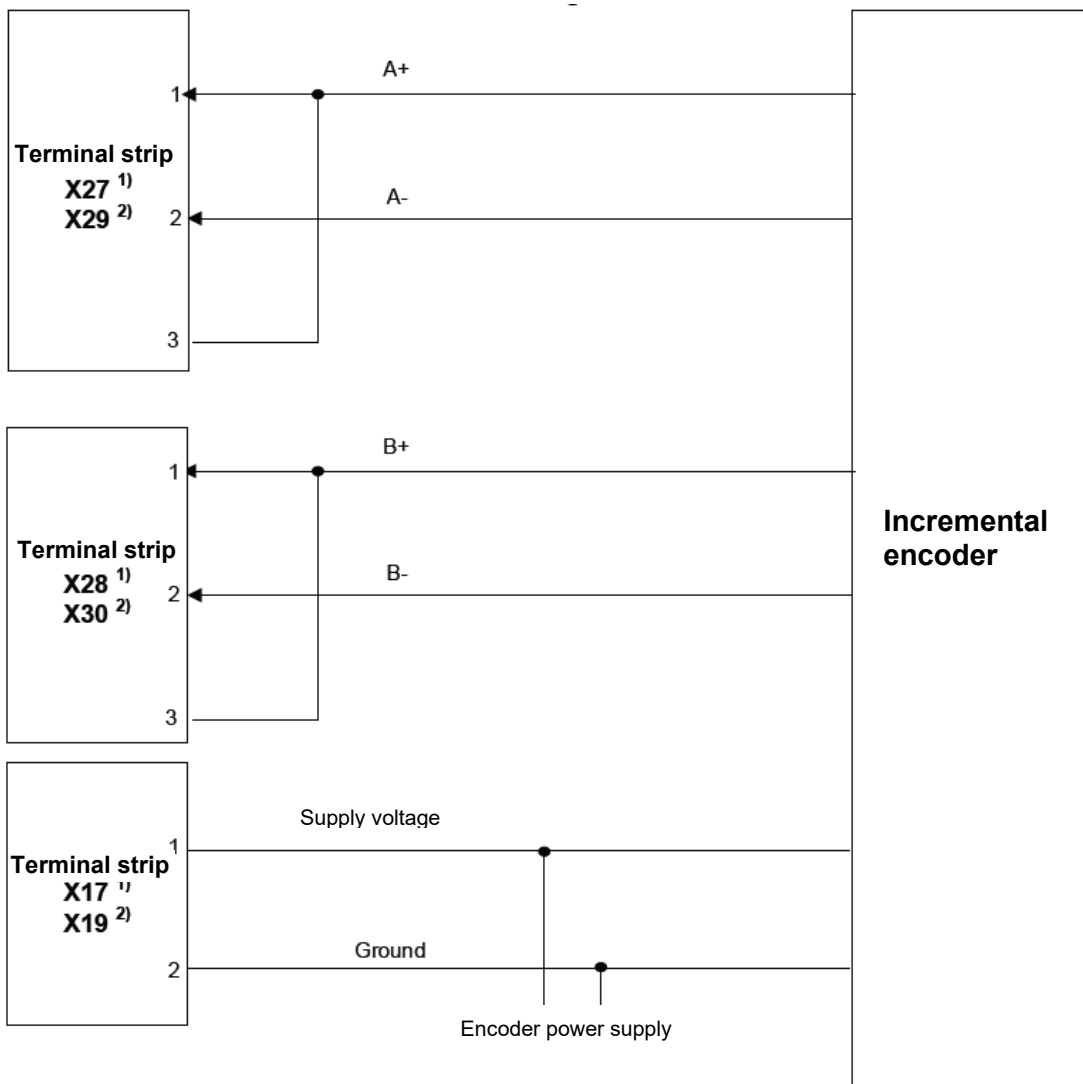 A+
1
Terminal strip
X27 1)
A-
X29 2)
2
3
B+
1
Incremental
encoder
Terminal strip
X28 1)
B-
X30 2)
2
3
Supply voltage
1
Terminal strip
X17 1)
X19 2)
Ground
2
Encoder power supply